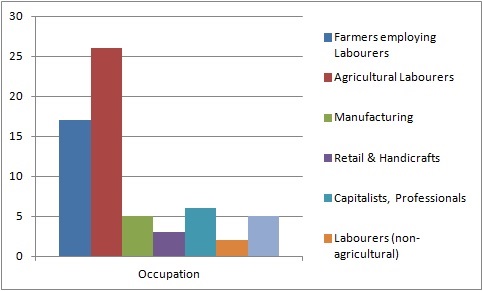 30
25
20
15
10
5
0
Occupation
Farmers employing
Labourers
Agricultural Labourers
Manufacturing
Retail & Handicrafts
Capitalists, Professionals
Labourers (non-
agricultural)